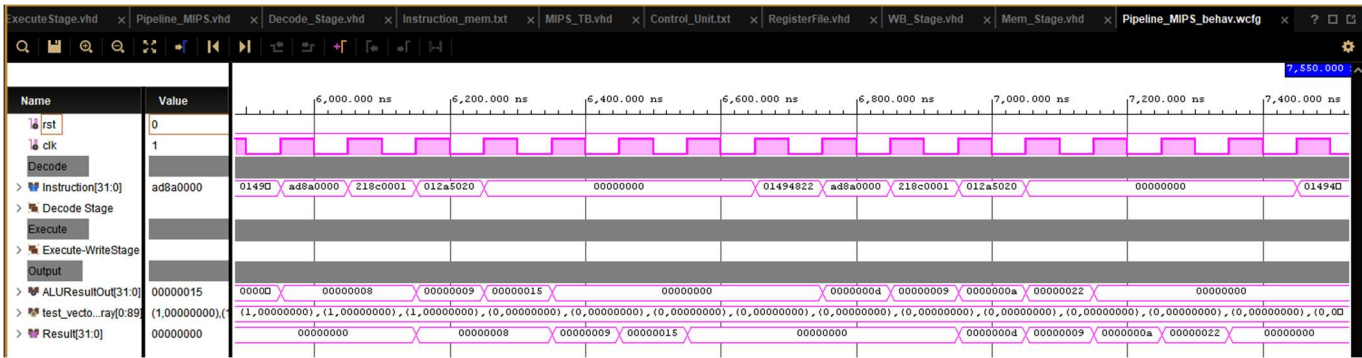 ExecuteStage.vhd × Pipeline_MIPS.vhd × Decode_Stage.vhd × Instruction_mem.txt × MIPS_TB.vhd × Control_Unit.txt × RegisterFile.vhd × WB_Stage.vhd × Mem_Stage.vhd × Pipeline_MIPS_behav.wcfg × ?
7,550.000
Name Value 6,000.000 ns 6,200.000 ns 6,400.000 ns 6,600.000 ns 6,800.000 ns 7,000.000 ns 7,200.000 ns 7,400.000 ns
rst 0
clk 1
Decode
Instruction[31:0] ad8a0000 0149 ad8a0000 218c0001 012a5020 00000000 01494822 ad8a0000 218c0001 012a5020 00000000 01494
Decode Stage
Execute
Execute-WriteStage
Output
ALUResultOut[31:0] 00000015 0000 00000008 00000009 00000015 00000000 0000000d 00000009 0000000a 00000022 00000000
test_vecto...ray[0:89] (1,00000000),(1 (1,00000000),(1,00000000),(1,00000000),(0,00000000),(0,00000000),(0,00000000),(0,00000000),(0,00000000),(0,00000000),(0,00000000),(0,00000000),(0,00000000),(0,0
Result[31:0] 00000000 00000000 00000008 00000009 00000015 00000000 0000000d 00000009 0000000a 00000022 00000000